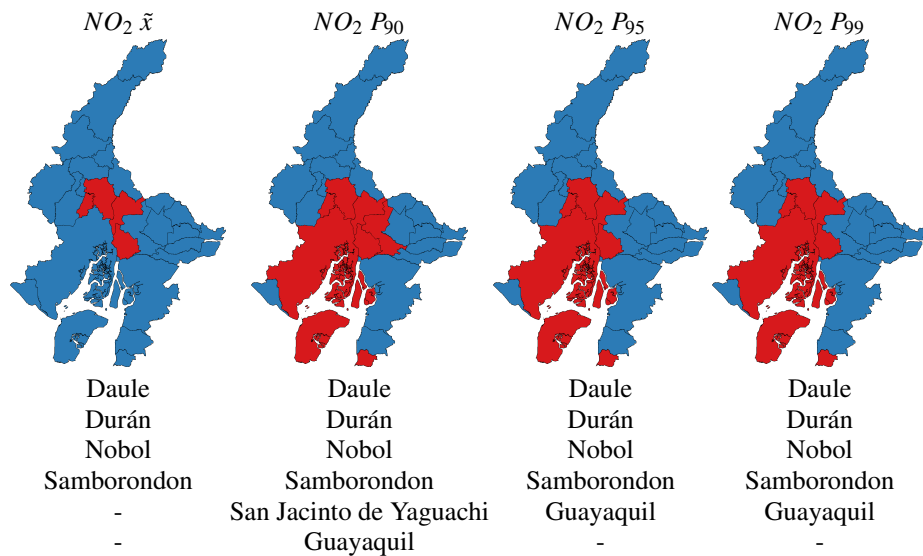 NO₂ x̃ NO₂ P₉₀ NO₂ P₉₅ NO₂ P₉₉
Daule Daule Daule Daule
Durán Durán Durán Durán
Nobol Nobol Nobol Nobol
Samborondon Samborondon Samborondon Samborondon
- San Jacinto de Yaguachi Guayaquil Guayaquil
- Guayaquil - -